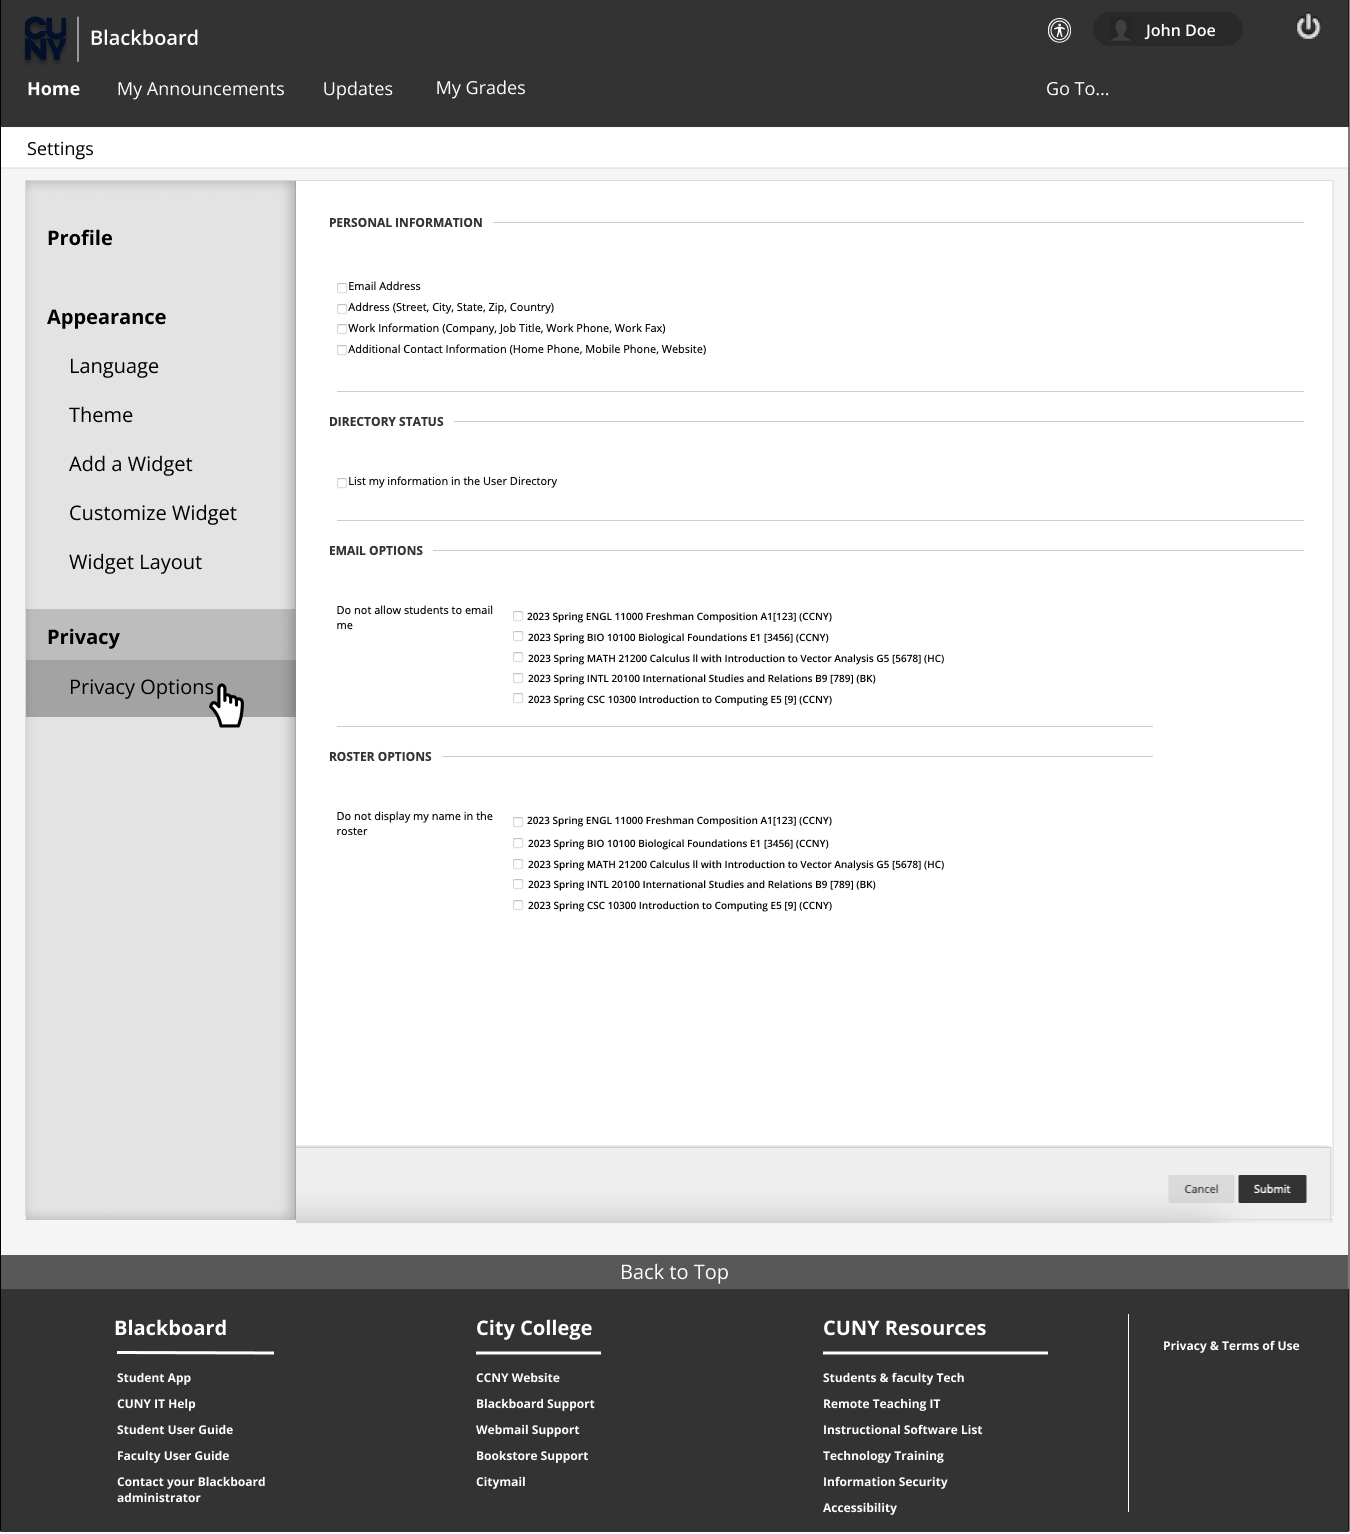 CU
NY
Blackboard
John Doe
Home
My Announcements
Updates
My Grades
Go To...
Settings
Profile
Appearance
Language
Theme
Add a Widget
Customize Widget
Widget Layout
Privacy
Privacy Options
PERSONAL INFORMATION
Email Address
Address (Street, City, State, Zip, Country)
Work Information (Company, Job Title, Work Phone, Work Fax)
Additional Contact Information (Home Phone, Mobile Phone, Website)
DIRECTORY STATUS
List my information in the User Directory
EMAIL OPTIONS
Do not allow students to email
me
2023 Spring ENGL 11000 Freshman Composition A1[123] (CCNY)
2023 Spring BIO 10100 Biological Foundations E1 [3456] (CCNY)
2023 Spring MATH 21200 Calculus ll with Introduction to Vector Analysis G5 [5678] (HC)
2023 Spring INTL 20100 International Studies and Relations B9 [789] (BK)
2023 Spring CSC 10300 Introduction to Computing E5 [9] (CCNY)
ROSTER OPTIONS
Do not display my name in the
roster
2023 Spring ENGL 11000 Freshman Composition A1[123] (CCNY)
2023 Spring BIO 10100 Biological Foundations E1 [3456] (CCNY)
2023 Spring MATH 21200 Calculus ll with Introduction to Vector Analysis G5 [5678] (HC)
2023 Spring INTL 20100 International Studies and Relations B9 [789] (BK)
2023 Spring CSC 10300 Introduction to Computing E5 [9] (CCNY)
Cancel
Submit
Back to Top
Blackboard
Student App
CUNY IT Help
Student User Guide
Faculty User Guide
Contact your Blackboard
administrator
City College
CCNY Website
Blackboard Support
Webmail Support
Bookstore Support
Citymail
CUNY Resources
Students & faculty Tech
Remote Teaching IT
Instructional Software List
Technology Training
Information Security
Accessibility
Privacy & Terms of Use